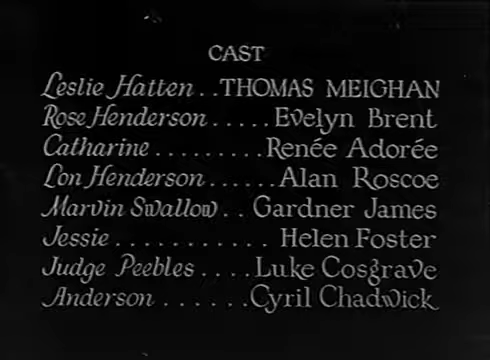 CAST
Leslie Hatten..THOMAS MEIGHAN
Rose Henderson.....Evelyn Brent
Catharine.........Renée Adorée
Lon Henderson......Alan Roscoe
Marvin Swallow..Gardner James
Jessie...........Helen Foster
Judge Peebles....Luke Cosgrave
Anderson......Cyril Chadwick